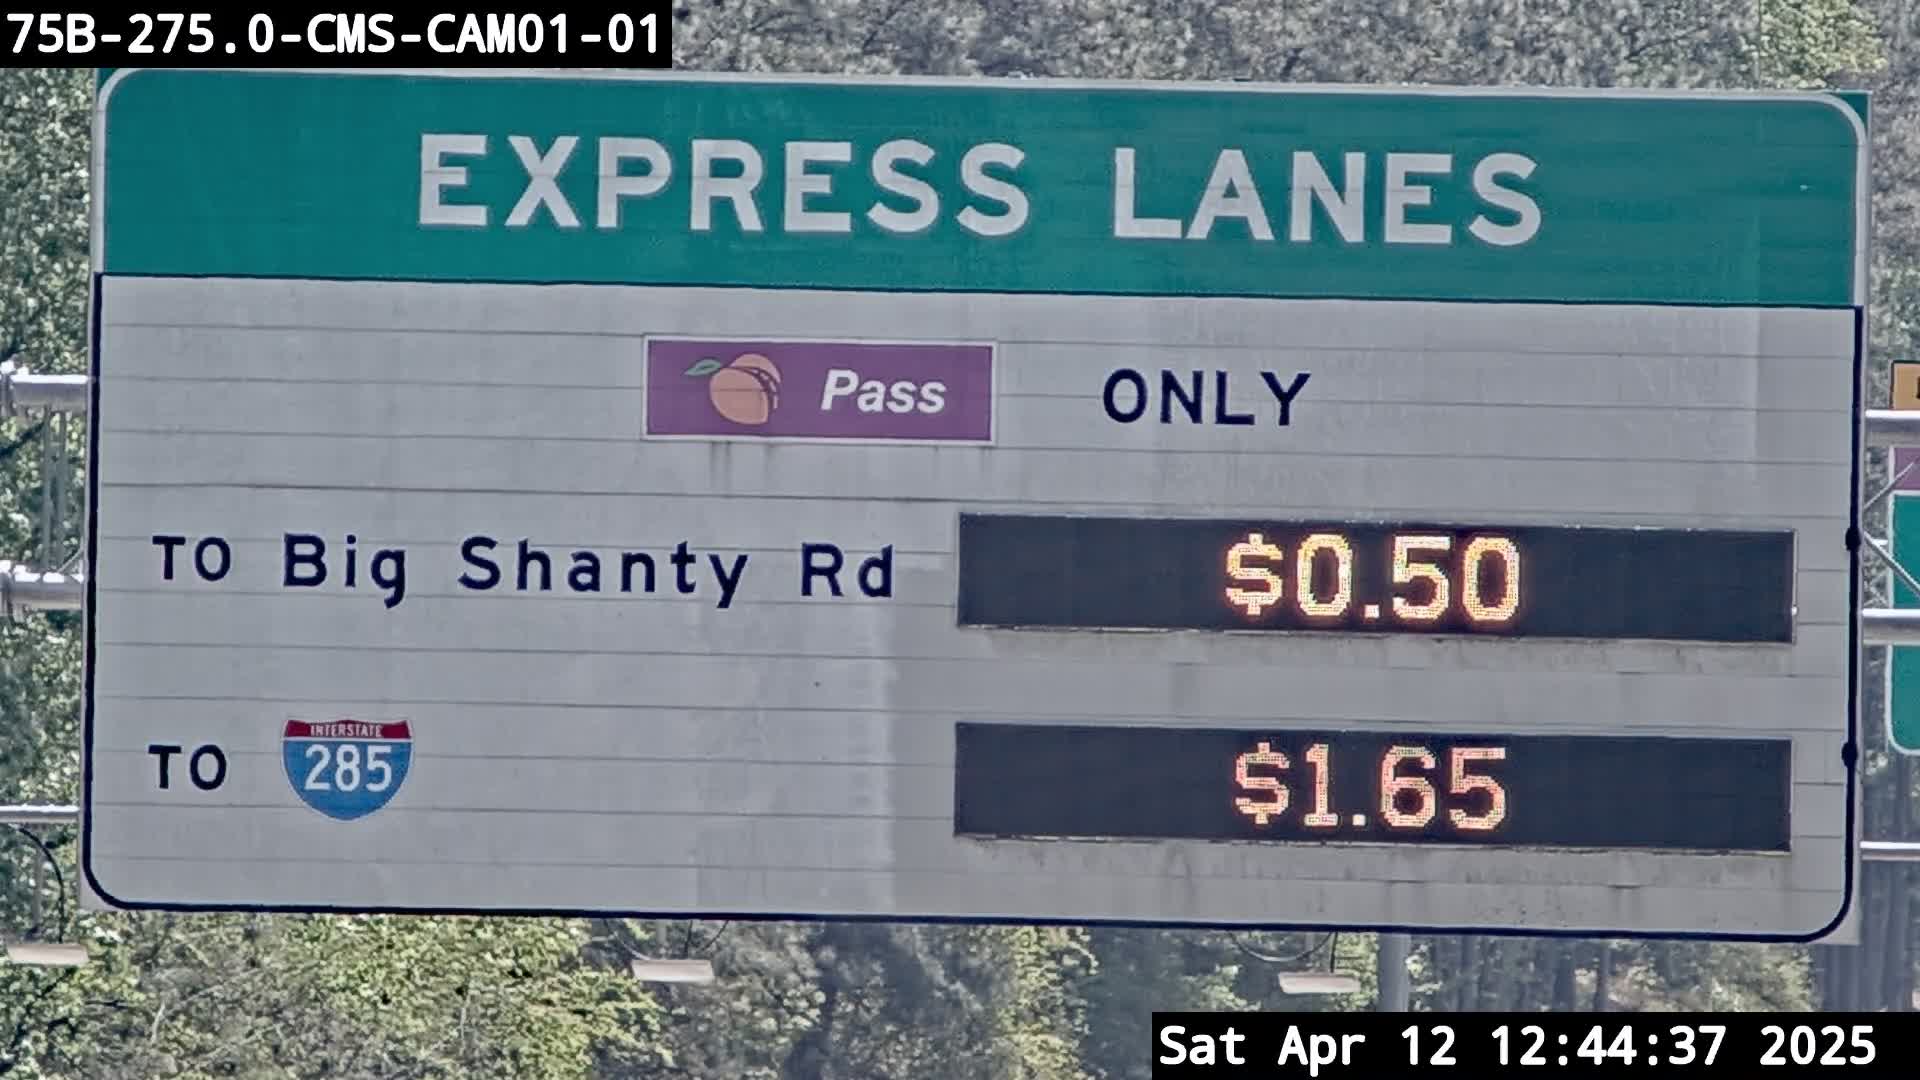 75B-275.0-CMS-CAM01-01
EXPRESS LANES
Pass ONLY
TO Big Shanty Rd $0.50
INTERSTATE
TO 285 $1.65
Sat Apr 12 12:44:37 2025